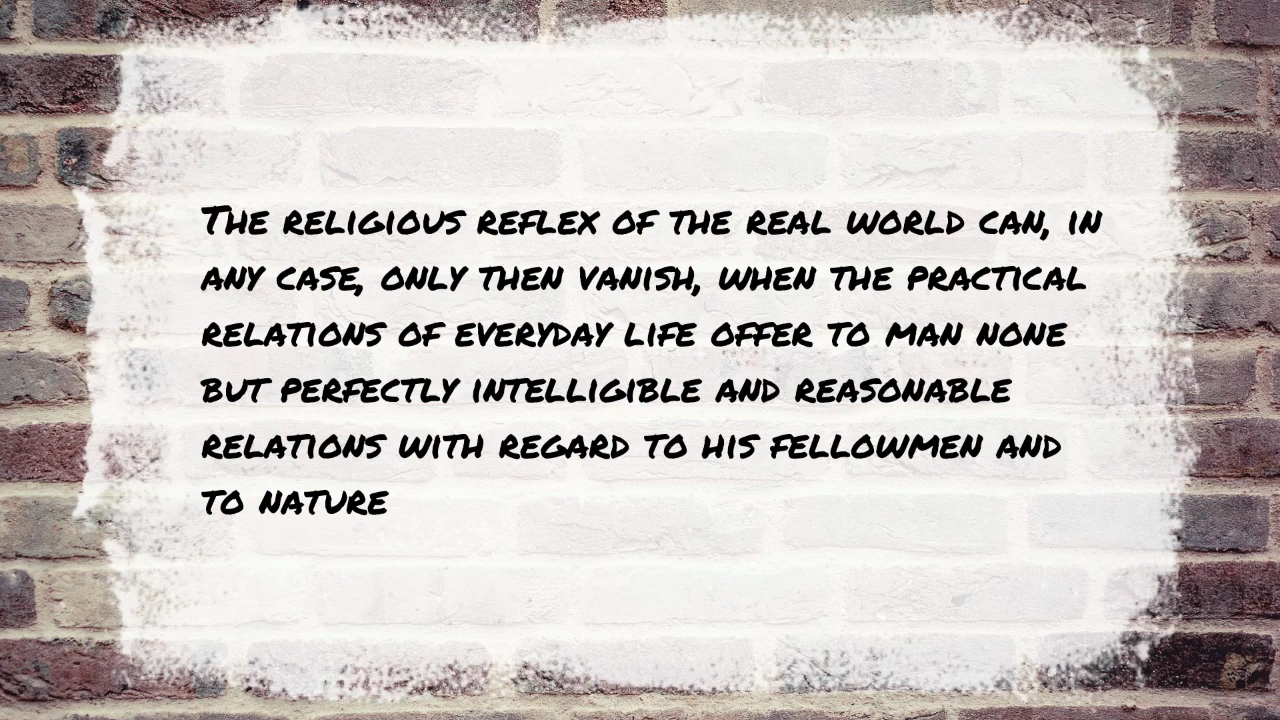 The religious reflex of the real world can, in
any case, only then vanish, when the practical
relations of everyday life offer to man none
but perfectly intelligible and reasonable
relations with regard to his fellowmen and
to nature